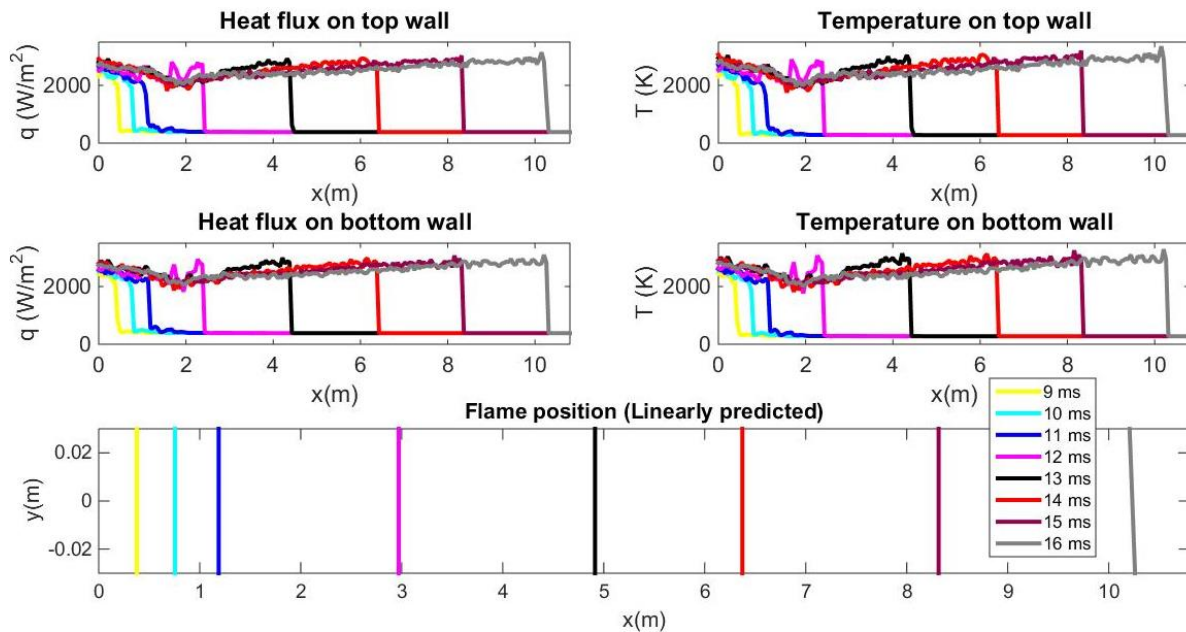 Heat flux on top wall
q (W/m²)
2000
0
0 2 4 6 8 10
x(m)
Temperature on top wall
T (K)
2000
0
0 2 4 6 8 10
x(m)
Heat flux on bottom wall
q (W/m²)
2000
0
0 2 4 6 8 10
x(m)
Temperature on bottom wall
T (K)
2000
0
0 2 4 6 8 10
x(m)
Flame position (Linearly predicted)
y(m)
0.02
0
-0.02
0 1 2 3 4 5 6 7 8 9 10
x(m)
9 ms
10 ms
11 ms
12 ms
13 ms
14 ms
15 ms
16 ms